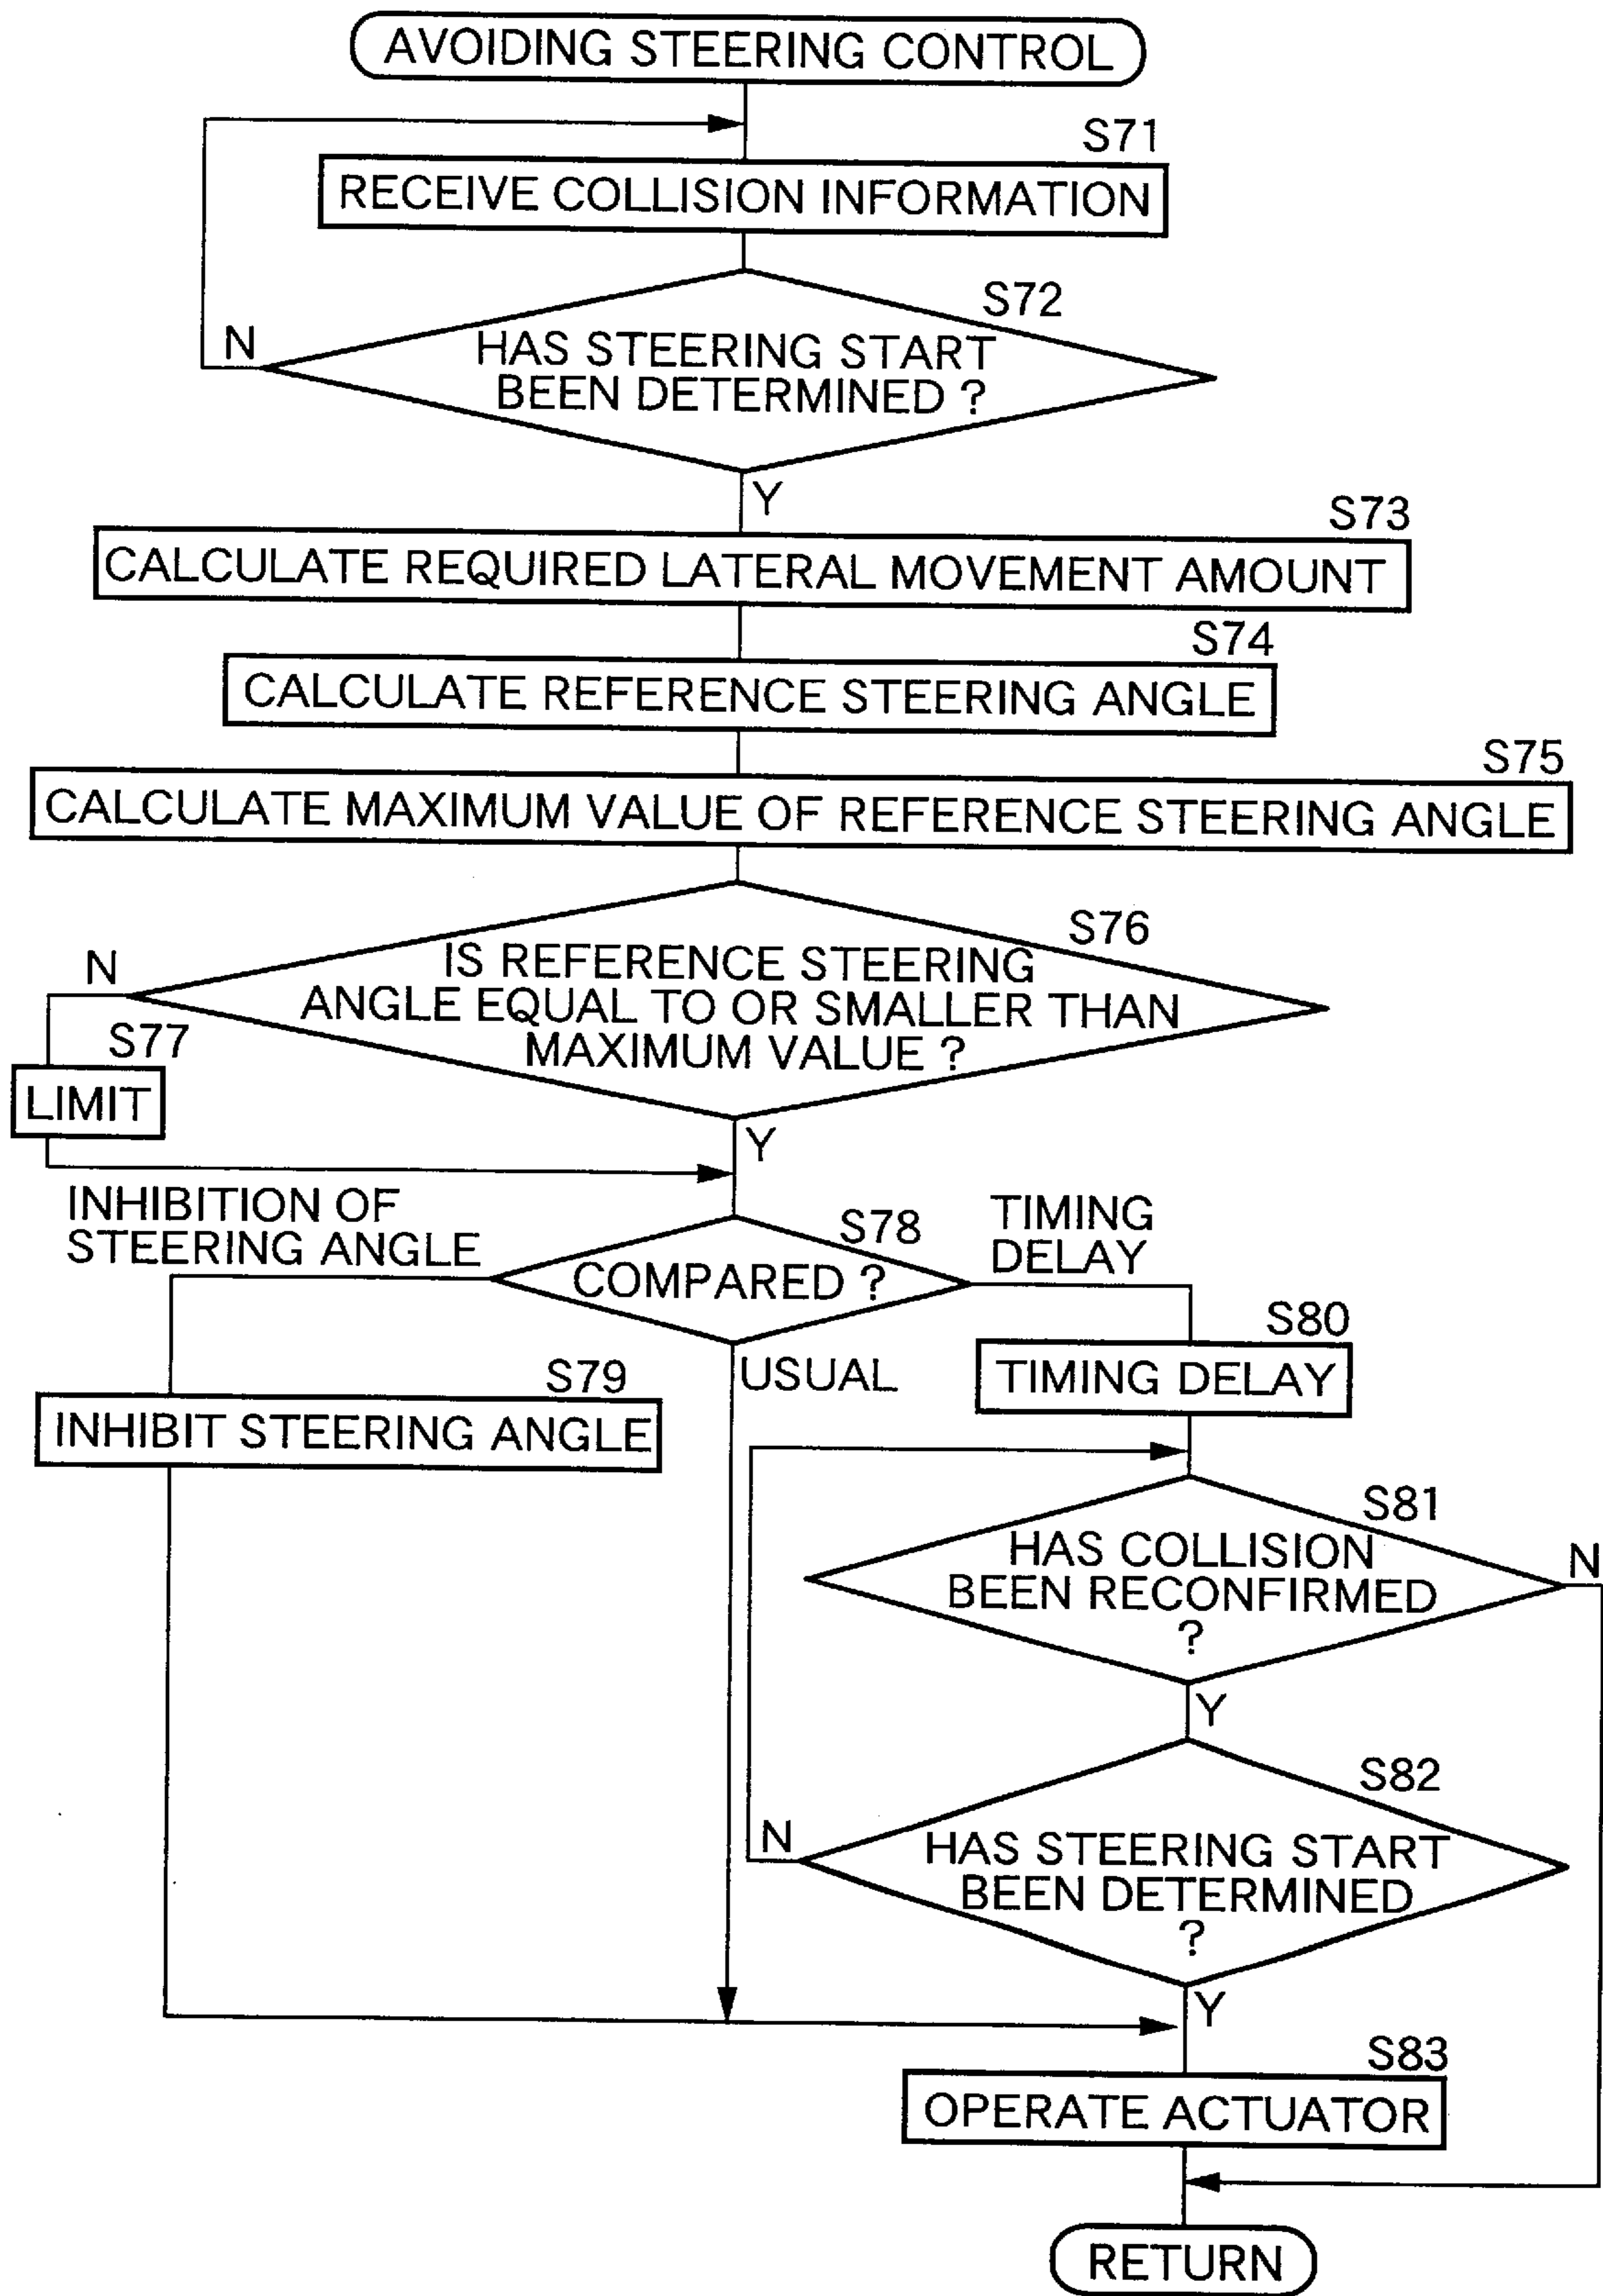 AVOIDING STEERING CONTROL
S71
RECEIVE COLLISION INFORMATION
S72
N
HAS STEERING START
BEEN DETERMINED ?
Y
S73
CALCULATE REQUIRED LATERAL MOVEMENT AMOUNT
S74
CALCULATE REFERENCE STEERING ANGLE
S75
CALCULATE MAXIMUM VALUE OF REFERENCE STEERING ANGLE
S76
N
IS REFERENCE STEERING
ANGLE EQUAL TO OR SMALLER THAN
MAXIMUM VALUE ?
S77
LIMIT
Y
INHIBITION OF
STEERING ANGLE
S78
TIMING
DELAY
COMPARED ?
S80
USUAL
TIMING DELAY
S79
INHIBIT STEERING ANGLE
S81
HAS COLLISION
BEEN RECONFIRMED
?
N
Y
S82
N
HAS STEERING START
BEEN DETERMINED
?
Y
S83
OPERATE ACTUATOR
RETURN